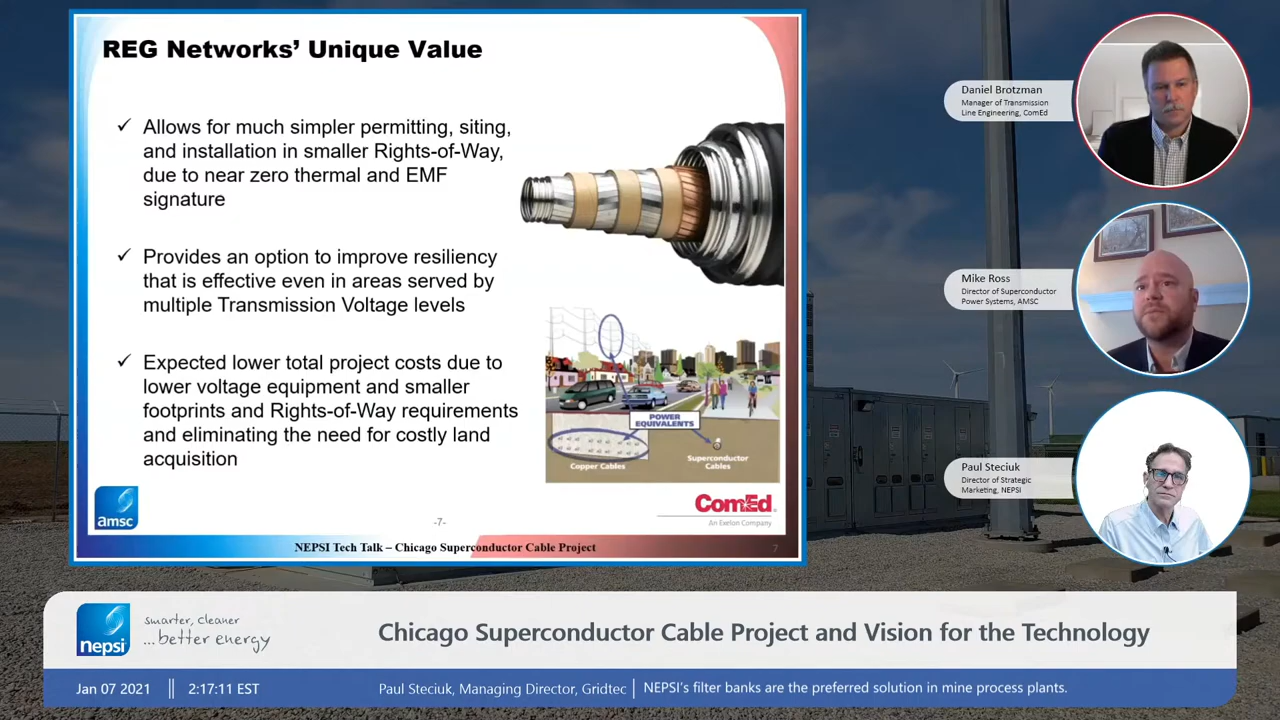 REG Networks’ Unique Value
✓ Allows for much simpler permitting, siting,
and installation in smaller Rights-of-Way,
due to near zero thermal and EMF
signature
✓ Provides an option to improve resiliency
that is effective even in areas served by
multiple Transmission Voltage levels
✓ Expected lower total project costs due to
lower voltage equipment and smaller
footprints and Rights-of-Way requirements
and eliminating the need for costly land
acquisition
POWER
EQUIVALENTS
Copper Cables
Superconductor
Cables
amsc
-7-
ComEd
An Exelon Company
NEPSI Tech Talk – Chicago Superconductor Cable Project
7
Daniel Brotzman
Manager of Transmission
Line Engineering, ComEd
Mike Ross
Director of Superconductor
Power Systems, AMSC
Paul Steciuk
Director of Strategic
Marketing, NEPSI
nepsi
smarter, cleaner
...better energy
Chicago Superconductor Cable Project and Vision for the Technology
Jan 07 2021 || 2:17:11 EST
Paul Steciuk, Managing Director, Gridtec | NEPSI's filter banks are the preferred solution in mine process plants.